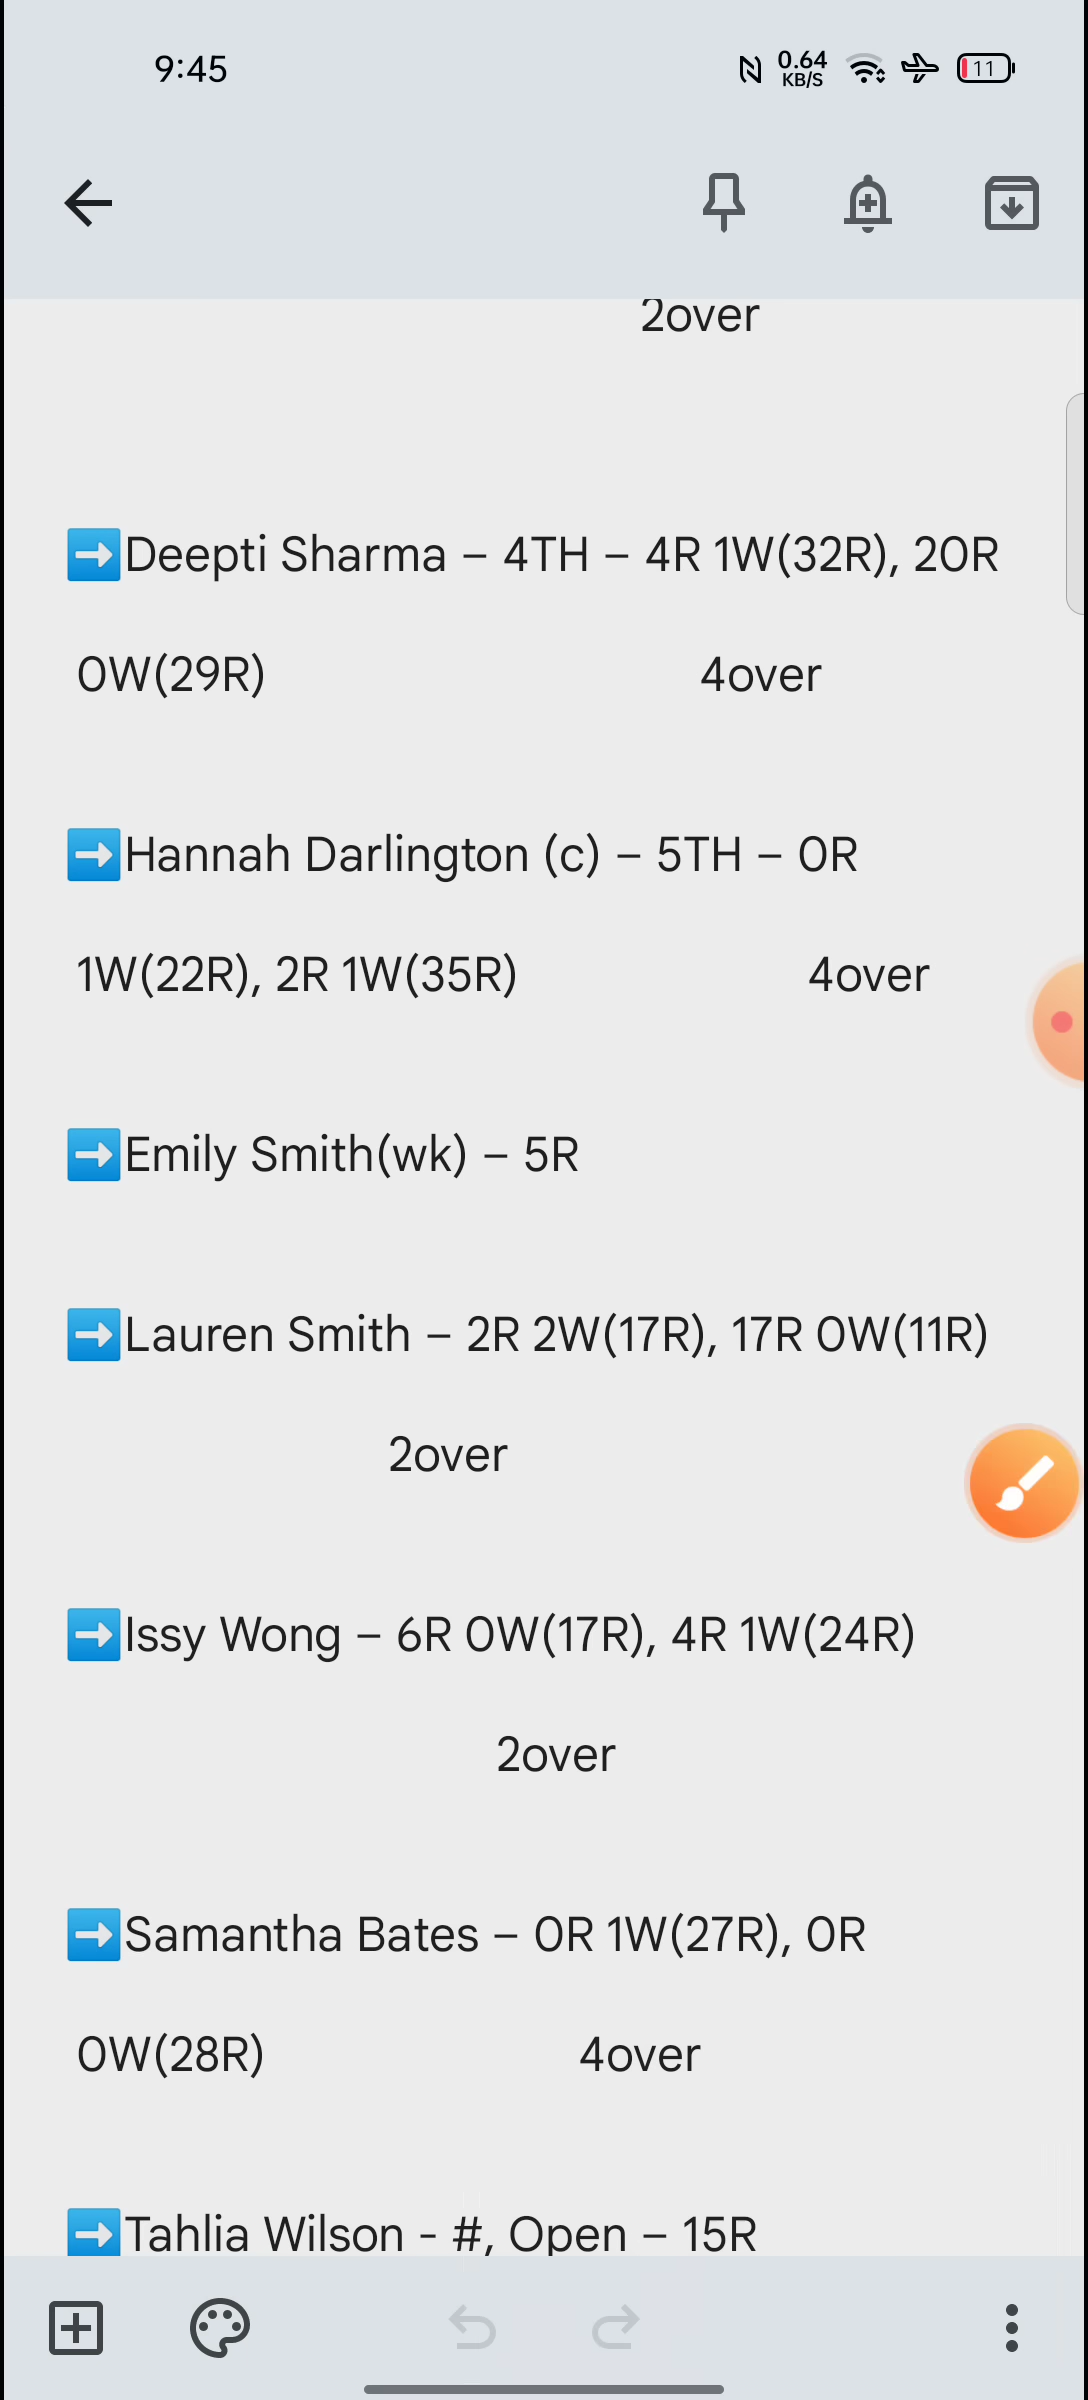 9:45
0.64
KB/S
11
2over
➡️Deepti Sharma – 4TH – 4R 1W(32R), 20R
0W(29R) 4over
➡️Hannah Darlington (c) – 5TH – 0R
1W(22R), 2R 1W(35R) 4over
➡️Emily Smith(wk) – 5R
➡️Lauren Smith – 2R 2W(17R), 17R 0W(11R)
2over
➡️Issy Wong – 6R 0W(17R), 4R 1W(24R)
2over
➡️Samantha Bates – 0R 1W(27R), 0R
0W(28R) 4over
➡️Tahlia Wilson - #, Open – 15R